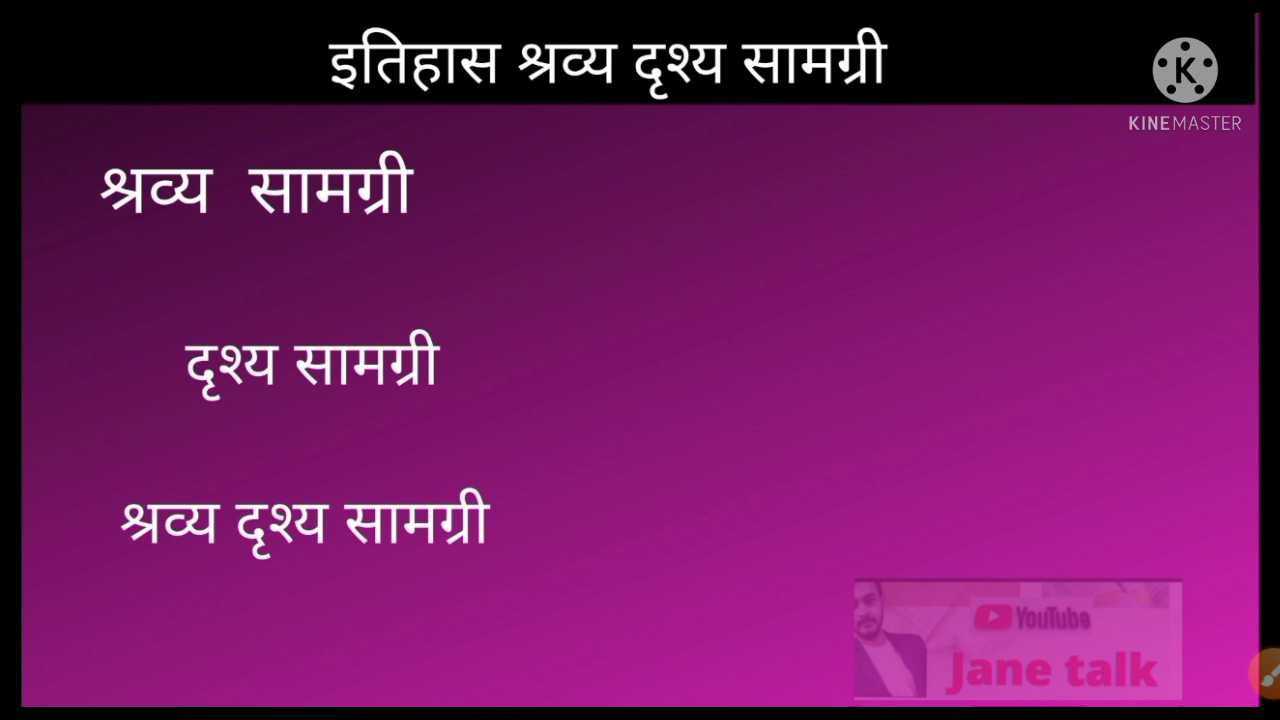 इतिहास श्रव्य दृश्य सामग्री
K
KINEMASTER
श्रव्य सामग्री
दृश्य सामग्री
श्रव्य दृश्य सामग्री
YouTube
Jane talk